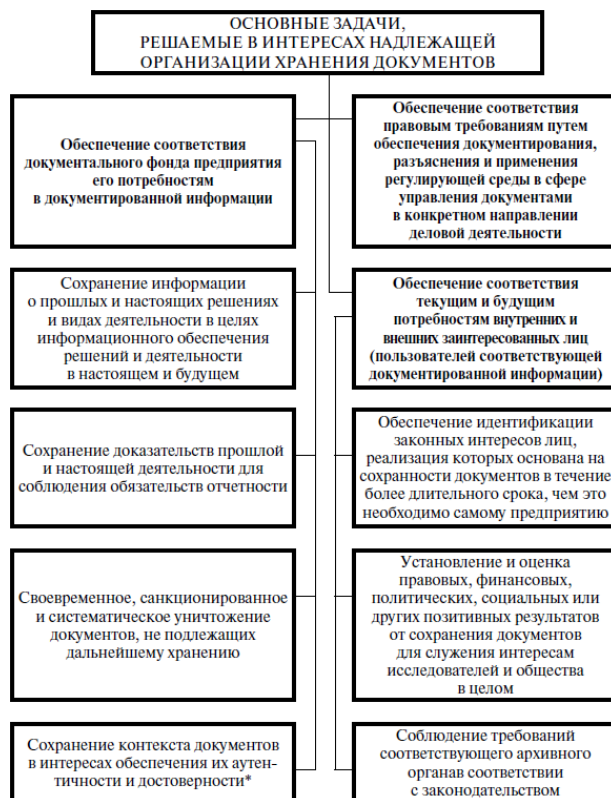 ОСНОВНЫЕ ЗАДАЧИ,
РЕШАЕМЫЕ В ИНТЕРЕСАХ НАДЛЕЖАЩЕЙ
ОРГАНИЗАЦИИ ХРАНЕНИЯ ДОКУМЕНТОВ
Обеспечение соответствия
документального фонда предприятия
его потребностям
в документированной информации
Обеспечение соответствия
правовым требованиям путем
обеспечения документирования,
разъяснения и применения
регулирующей среды в сфере
управления документами
в конкретном направлении
деловой деятельности
Сохранение информации
о прошлых и настоящих решениях
и видах деятельности в целях
информационного обеспечения
решений и деятельности
в настоящем и будущем
Обеспечение соответствия
текущим и будущим
потребностям внутренних и
внешних заинтересованных лиц
(пользователей соответствующей
документированной информации)
Сохранение доказательств прошлой
и настоящей деятельности для
соблюдения обязательств отчетности
Обеспечение идентификации
законных интересов лиц,
реализация которых основана на
сохранности документов в течение
более длительного срока, чем это
необходимо самому предприятию
Своевременное, санкционированное
и систематическое уничтожение
документов, не подлежащих
дальнейшему хранению
Установление и оценка
правовых, финансовых,
политических, социальных или
других позитивных результатов
от сохранения документов
для служения интересам
исследователей и общества
в целом
Сохранение контекста документов
в интересах обеспечения их аутен-
тичности и достоверности*
Соблюдение требований
соответствующего архивного
органав соответствии
с законодательством